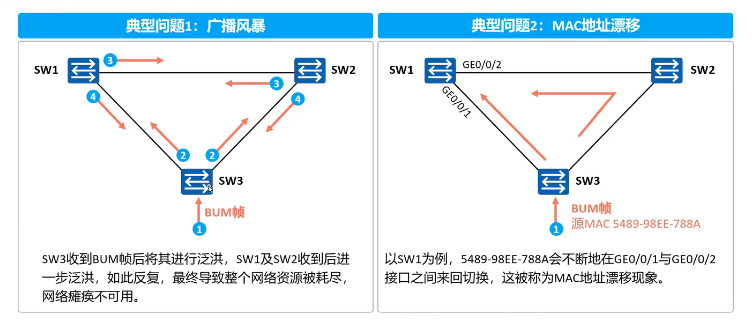 典型问题1：广播风暴
SW1
3
SW2
3
4
4
2
2
SW3
BUM帧
1
SW3收到BUM帧后将其进行泛洪，SW1及SW2收到后进
一步泛洪，如此反复，最终导致整个网络资源被耗尽，
网络瘫痪不可用。
典型问题2：MAC地址漂移
SW1
GE0/0/2
SW2
GE0/0/1
SW3
BUM帧
源MAC 5489-98EE-788A
1
以SW1为例，5489-98EE-788A会不断地在GE0/0/1与GE0/0/2
接口之间来回切换，这被称为MAC地址漂移现象。